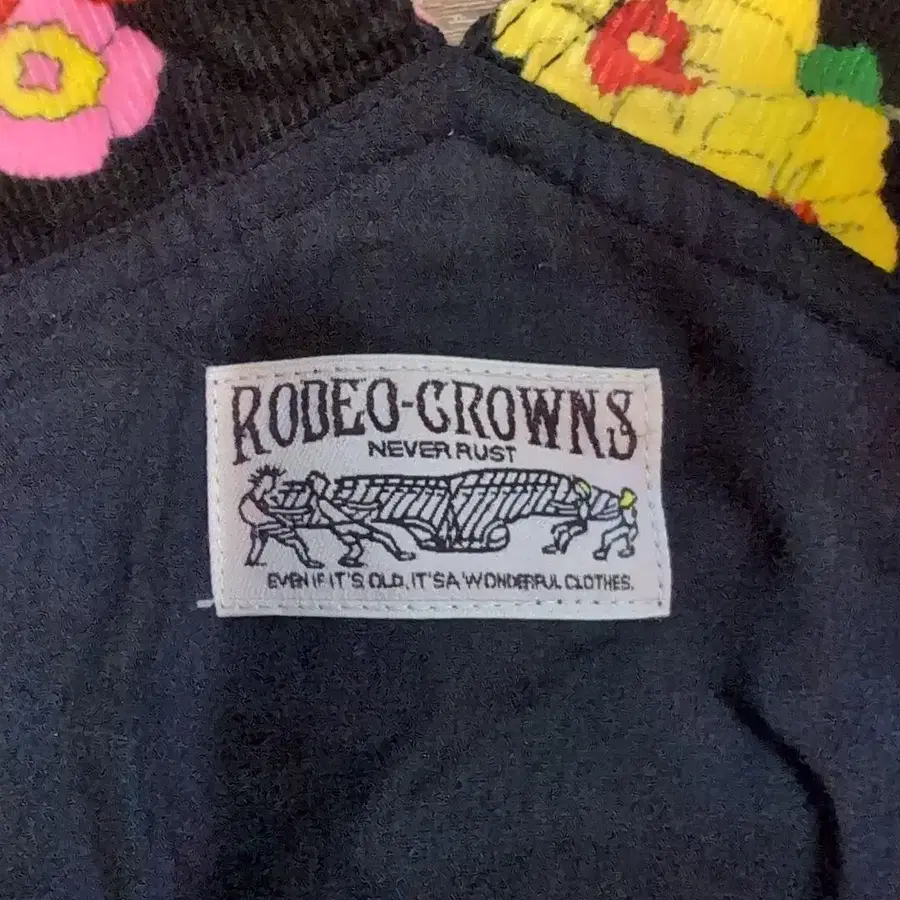 RODEO-CROWNS
NEVER RUST
EVEN IF IT'S OLD, IT'S A WONDERFUL CLOTHES.